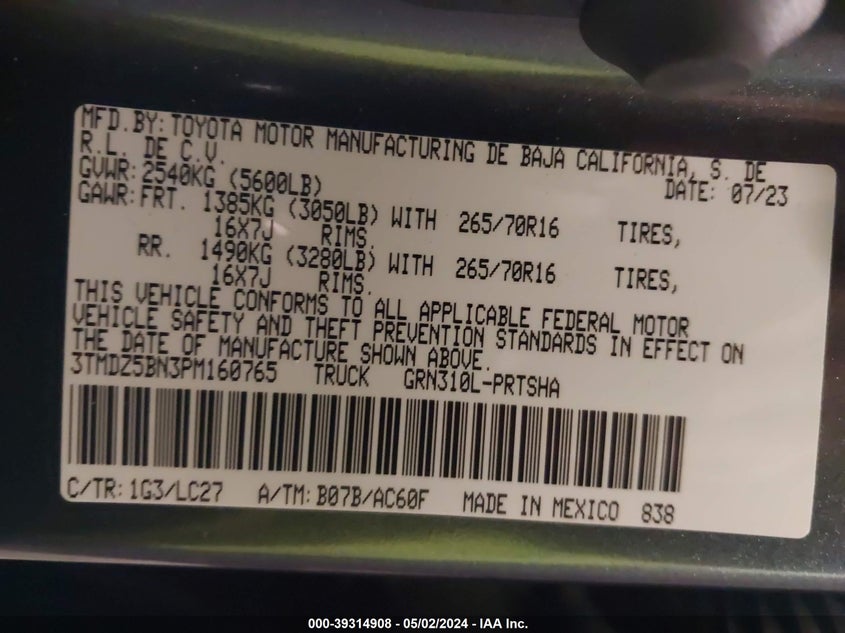 MFD.BY:TOYOTA MOTOR MANUFACTURING DE BAJA CALIFORNIA, S. DE
R.L. DE C.V.
DATE: 07/23
GVWR:2540KG (5600LB)
GAWR:FRT. 1385KG (3050LB) WITH 265/70R16 TIRES,
16X7J RIMS.
RR. 1490KG (3280LB) WITH 265/70R16 TIRES,
16X7J RIMS.
THIS VEHICLE CONFORMS TO ALL APPLICABLE FEDERAL MOTOR
VEHICLE SAFETY AND THEFT PREVENTION STANDARDS IN EFFECT ON
THE DATE OF MANUFACTURE SHOWN ABOVE.
3TMDZ5BN3PM160765 TRUCK GRN310L-PRTSHA
C/TR:1G3/LC27 A/TM:B07B/AC60F MADE IN MEXICO 838
000-39314908 - 05/02/2024 - IAA Inc.